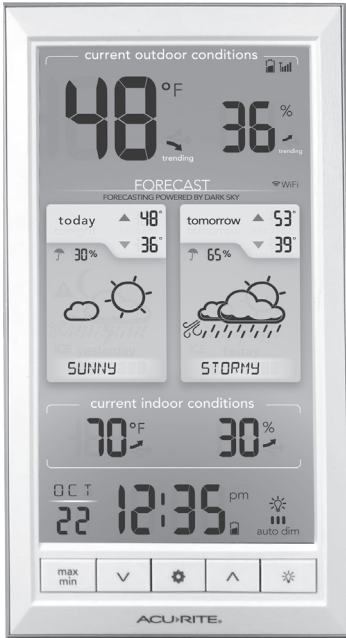 current outdoor conditions
48°F
36%
trending
trending
FORECAST
WiFi
FORECASTING POWERED BY DARK SKY
today ▲ 48°
▼ 36°
30%
SUNNY
tomorrow ▲ 53°
▼ 39°
65%
STORMY
current indoor conditions
70°F 30%
OCT
22
12:35 pm
auto dim
max
min
ACU›RITE®